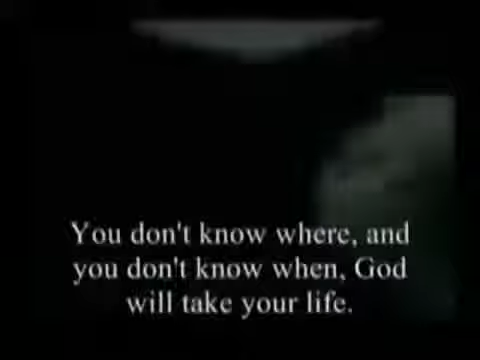 You don't know where, and
you don't know when, God
will take your life.